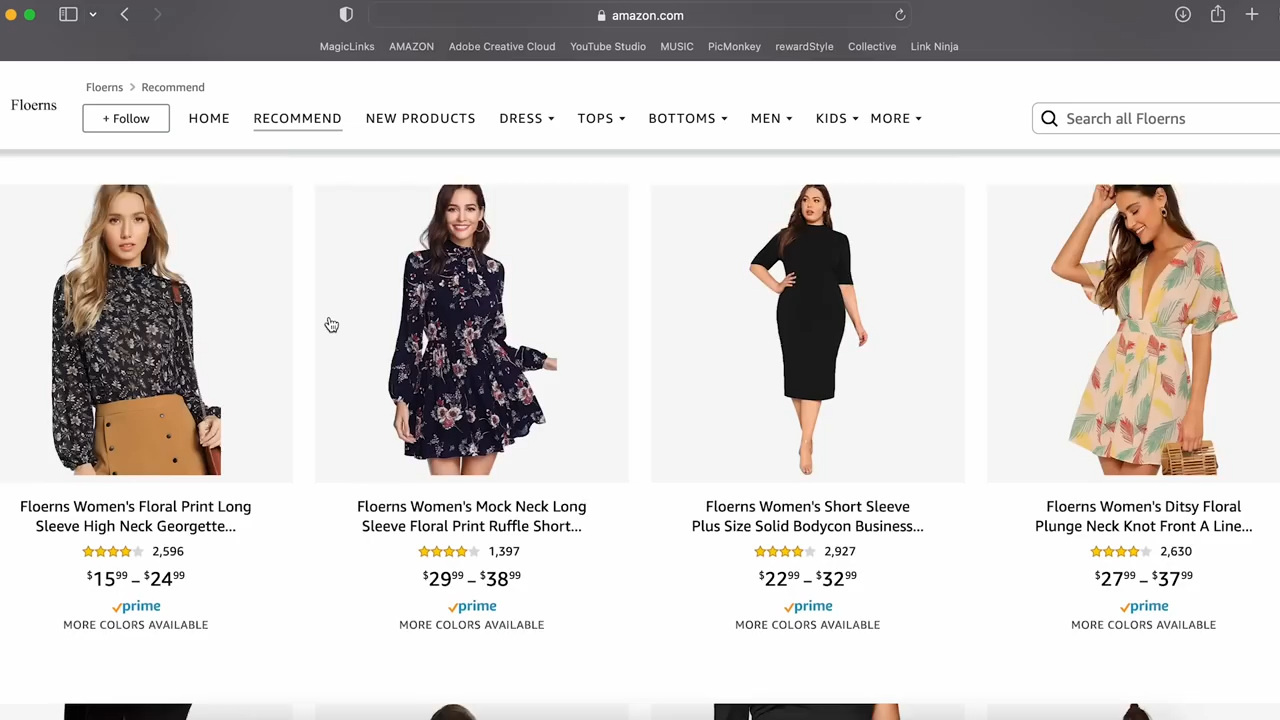 amazon.com
MagicLinks AMAZON Adobe Creative Cloud YouTube Studio MUSIC PicMonkey rewardStyle Collective Link Ninja
Floerns
Floerns > Recommend
+ Follow
HOME RECOMMEND NEW PRODUCTS DRESS TOPS BOTTOMS MEN KIDS MORE
Search all Floerns
Floerns Women's Floral Print Long
Sleeve High Neck Georgette...
2,596
$15.99 – $24.99
prime
MORE COLORS AVAILABLE
Floerns Women's Mock Neck Long
Sleeve Floral Print Ruffle Short...
1,397
$29.99 – $38.99
prime
MORE COLORS AVAILABLE
Floerns Women's Short Sleeve
Plus Size Solid Bodycon Business...
2,927
$22.99 – $32.99
prime
MORE COLORS AVAILABLE
Floerns Women's Ditsy Floral
Plunge Neck Knot Front A Line...
2,630
$27.99 – $37.99
prime
MORE COLORS AVAILABLE